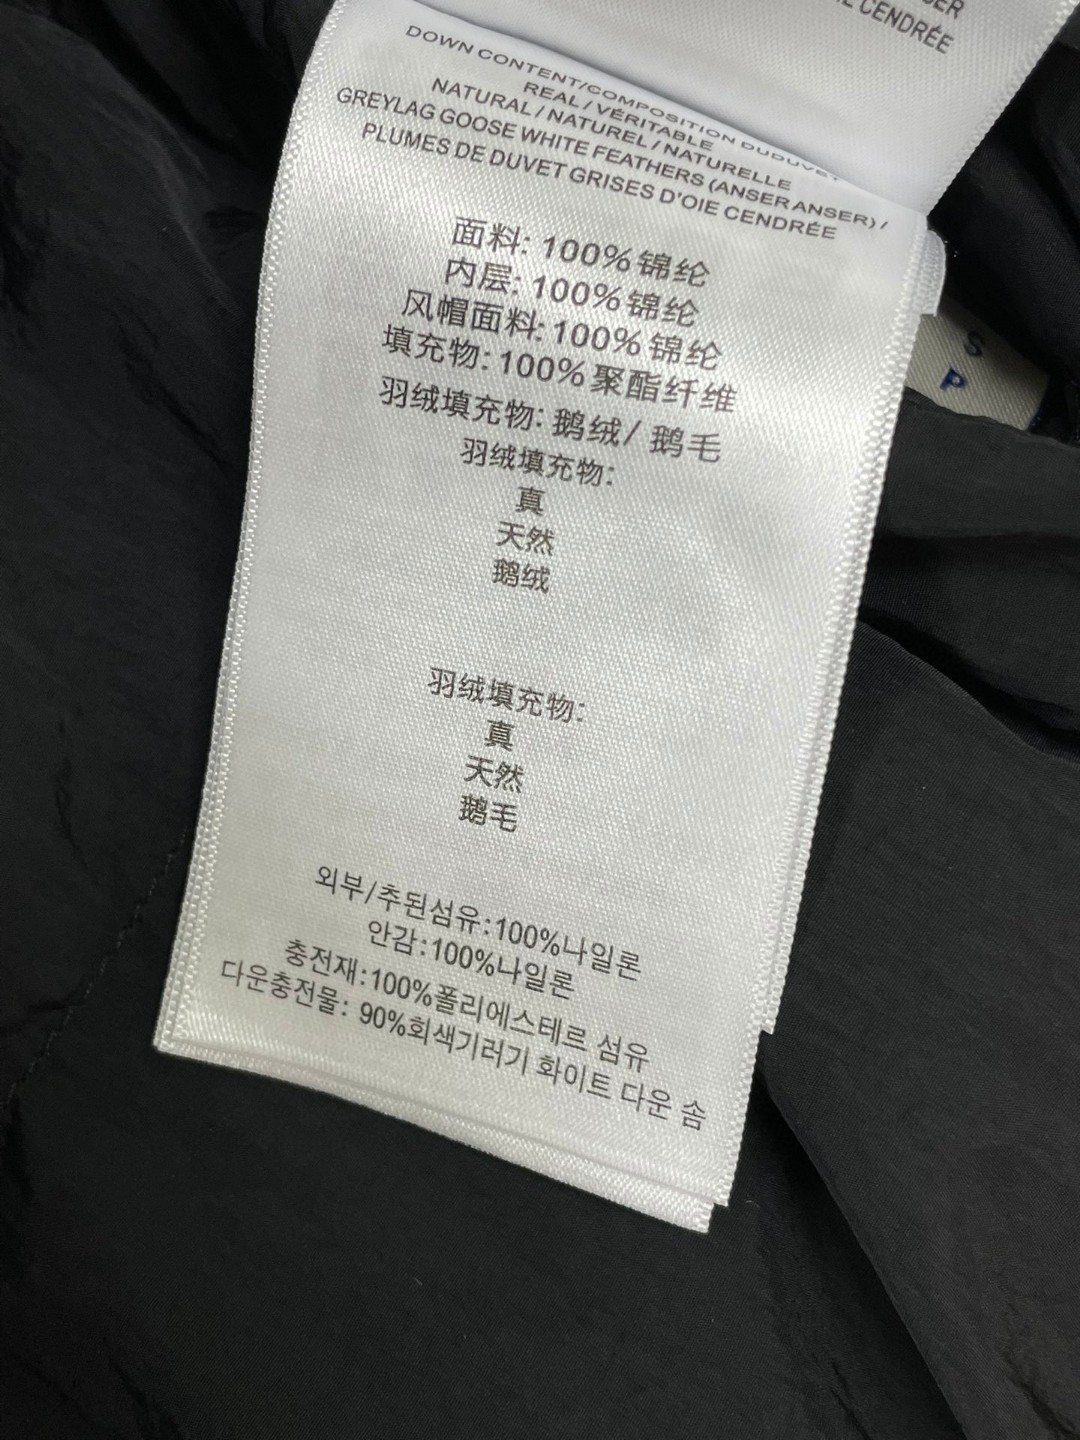 CENDRÉE
DOWN CONTENT/COMPOSITION DUDUVET
REAL / VÉRITABLE
NATURAL / NATUREL / NATURELLE
GREYLAG GOOSE WHITE FEATHERS (ANSER ANSER) /
PLUMES DE DUVET GRISES D'OIE CENDRÉE
面料: 100%锦纶
内层: 100%锦纶
风帽面料: 100%锦纶
填充物: 100%聚酯纤维
羽绒填充物: 鹅绒/ 鹅毛
羽绒填充物:
真
天然
鹅绒
羽绒填充物:
真
天然
鹅毛
외부/추된섬유:100%나일론
안감:100%나일론
충전재:100%폴리에스테르 섬유
다운충전물: 90%회색기러기 화이트 다운 솜
S
P